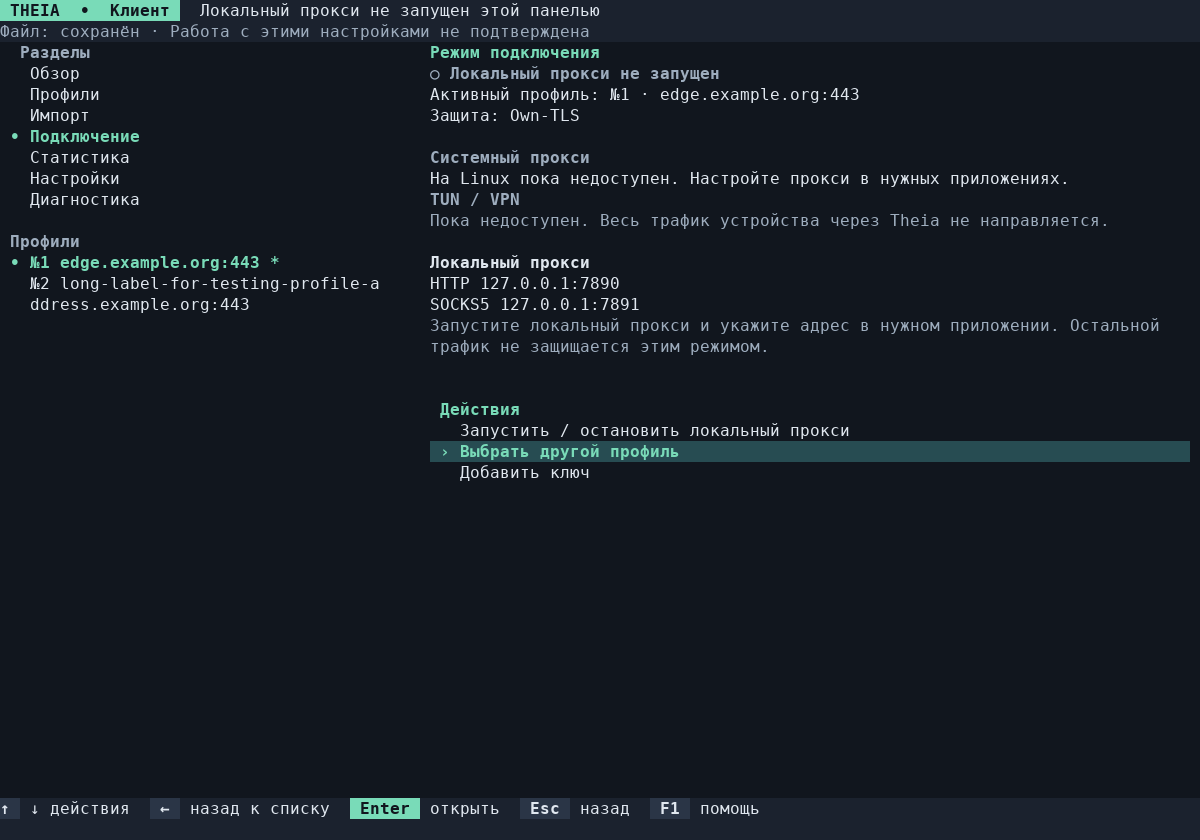 THEIA • Клиент Локальный прокси не запущен этой панелью
Файл: сохранён · Работа с этими настройками не подтверждена
Разделы
Обзор
Профили
Импорт
• Подключение
Статистика
Настройки
Диагностика
Профили
• №1 edge.example.org:443 *
№2 long-label-for-testing-profile-a
ddress.example.org:443
Режим подключения
○ Локальный прокси не запущен
Активный профиль: №1 · edge.example.org:443
Защита: Own-TLS
Системный прокси
На Linux пока недоступен. Настройте прокси в нужных приложениях.
TUN / VPN
Пока недоступен. Весь трафик устройства через Theia не направляется.
Локальный прокси
HTTP 127.0.0.1:7890
SOCKS5 127.0.0.1:7891
Запустите локальный прокси и укажите адрес в нужном приложении. Остальной
трафик не защищается этим режимом.
Действия
Запустить / остановить локальный прокси
› Выбрать другой профиль
Добавить ключ
↑ ↓ действия ← назад к списку Enter открыть Esc назад F1 помощь